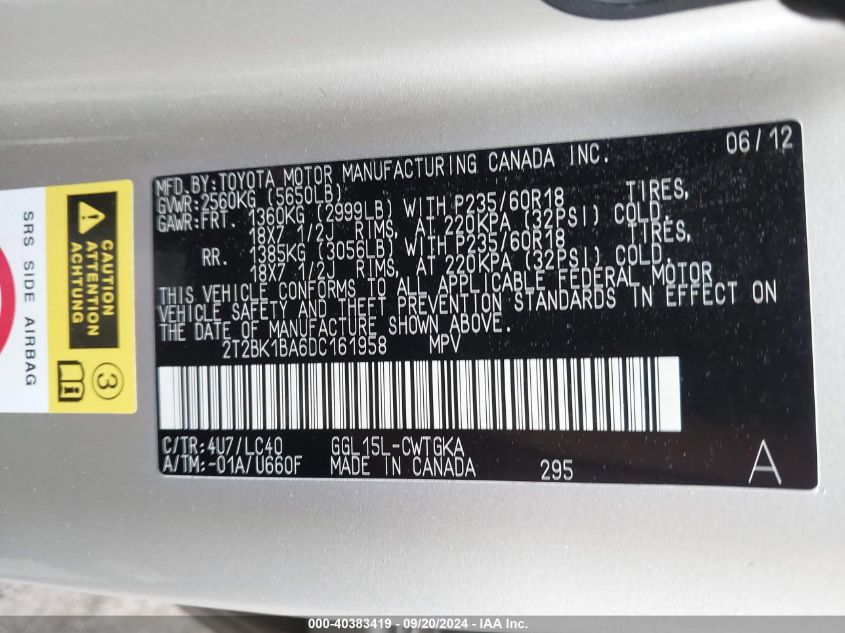 06/12
MFD. BY: TOYOTA MOTOR MANUFACTURING CANADA INC.
GVWR: 2560KG (5650LB)
GAWR: FRT. 1360KG (2999LB) WITH P235/60R18 TIRES,
18X7 1/2J RIMS, AT 220KPA (32PSI) COLD.
RR. 1385KG (3056LB) WITH P235/60R18 TIRES,
18X7 1/2J RIMS, AT 220KPA (32PSI) COLD.
THIS VEHICLE CONFORMS TO ALL APPLICABLE FEDERAL MOTOR
VEHICLE SAFETY AND THEFT PREVENTION STANDARDS IN EFFECT ON
THE DATE OF MANUFACTURE SHOWN ABOVE.
2T2BK1BA6DC161958 MPV
C/TR: 4U7/LC40 GGL15L-CWTGKA
A/TM: -01A/U660F MADE IN CANADA 295 A
SRS SIDE AIRBAG
CAUTION
ATTENTION
ACHTUNG
3
000-40383419 - 09/20/2024 - IAA Inc.